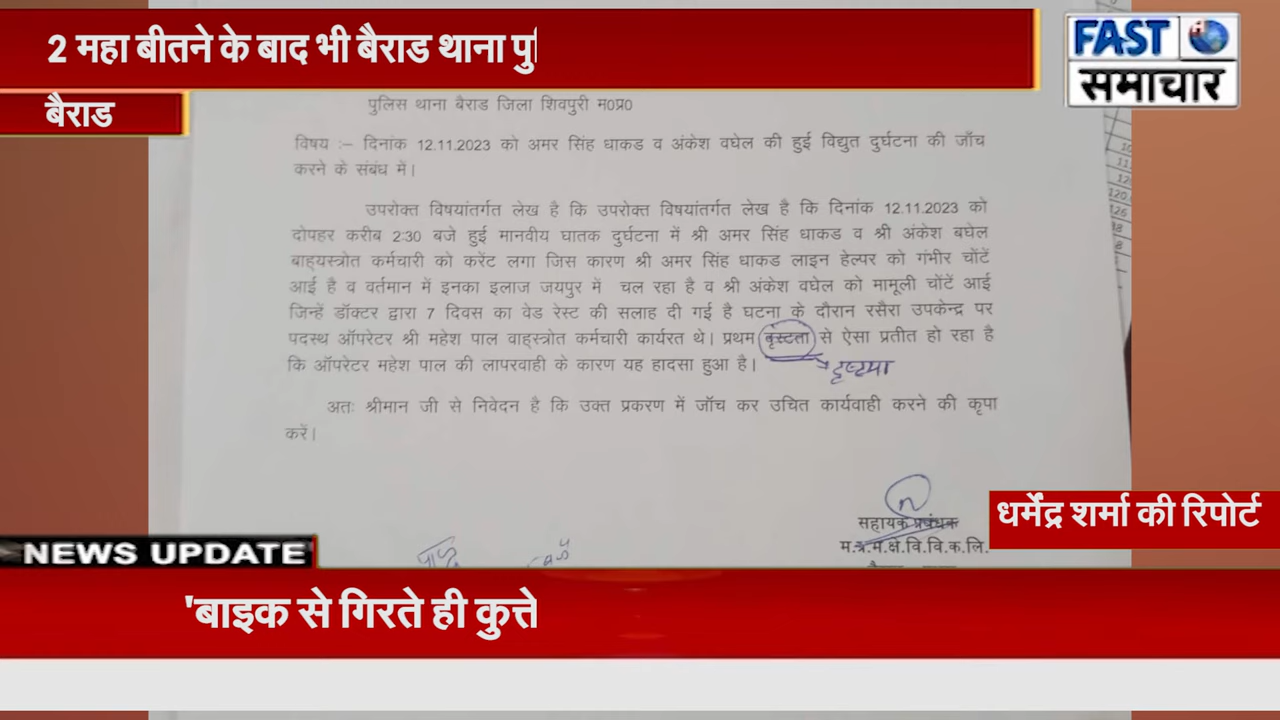 2 महा बीतने के बाद भी बैराड थाना
FAST
समाचार
बैराड
पुलिस थाना बैराड जिला शिवपुरी म0प्र0
विषय :– दिनांक 12.11.2023 को अमर सिंह धाकड व अंकेश वघेल की हुई विद्युत दुर्घटना की जॉंच
करने के संबंध में।
उपरोक्त विषयांतर्गत लेख है कि उपरोक्त विषयांतर्गत लेख है कि दिनांक 12.11.2023 को
दोपहर करीब 2:30 बजे हुई मानवीय घातक दुर्घटना में श्री अमर सिंह धाकड व श्री अंकेश बघेल
बाह्यस्त्रोत कर्मचारी को करेंट लगा जिस कारण श्री अमर सिंह धाकड लाइन हेल्पर को गंभीर चोंटें
आई है व वर्तमान में इनका इलाज जयपुर में चल रहा है व श्री अंकेश वघेल को मामूली चोंटें आई
जिन्हें डॉक्टर द्वारा 7 दिवस का वेड रेस्ट की सलाह दी गई है घटना के दौरान रसैरा उपकेन्द्र पर
पदस्थ ऑपरेटर श्री महेश पाल वाह्स्त्रोत कर्मचारी कार्यरत थे। प्रथम बृस्टता से ऐसा प्रतीत हो रहा है
कि ऑपरेटर महेश पाल की लापरवाही के कारण यह हादसा हुआ है।
अतः श्रीमान जी से निवेदन है कि उक्त प्रकरण में जॉच कर उचित कार्यवाही करने की कृपा
करें।
सहायक प्रबंधक
म.प्र.म.क्षे.वि.वि.क.लि.
धर्मेंद्र शर्मा की रिपोर्ट
NEWS UPDATE
'बाइक से गिरते ही कुत्ते